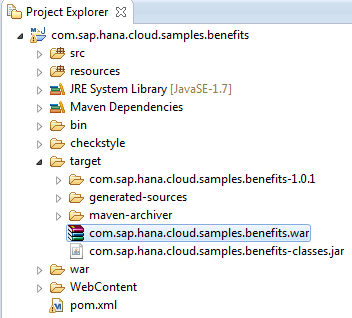 Project Explorer
com.sap.hana.cloud.samples.benefits
src
resources
JRE System Library [JavaSE-1.7]
Maven Dependencies
bin
checkstyle
target
com.sap.hana.cloud.samples.benefits-1.0.1
generated-sources
maven-archiver
com.sap.hana.cloud.samples.benefits.war
com.sap.hana.cloud.samples.benefits-classes.jar
war
WebContent
pom.xml